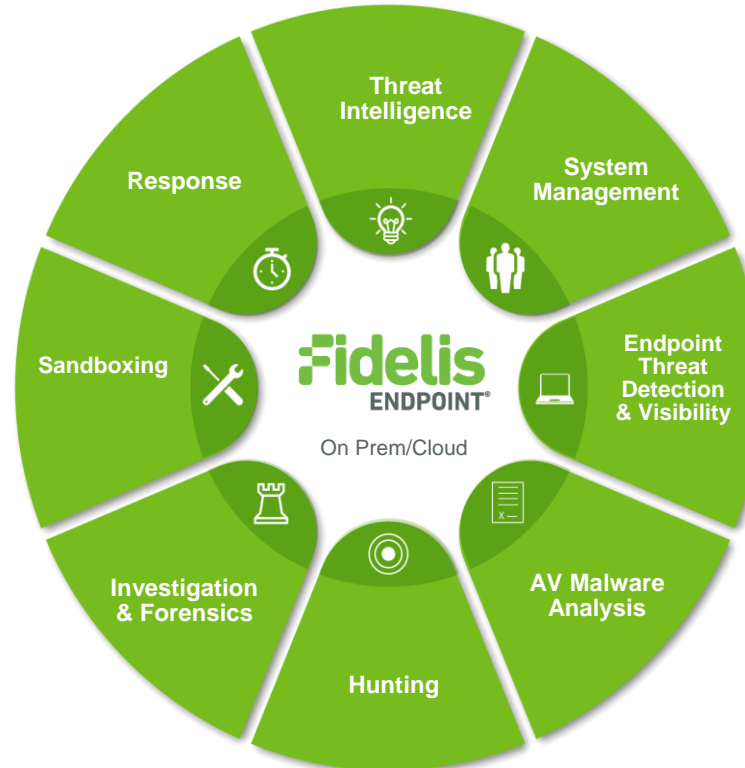 Threat
Intelligence
System
Management
Endpoint
Threat
Detection
& Visibility
AV Malware
Analysis
Hunting
Investigation
& Forensics
Sandboxing
Response
Fidelis
ENDPOINT®
On Prem/Cloud
X